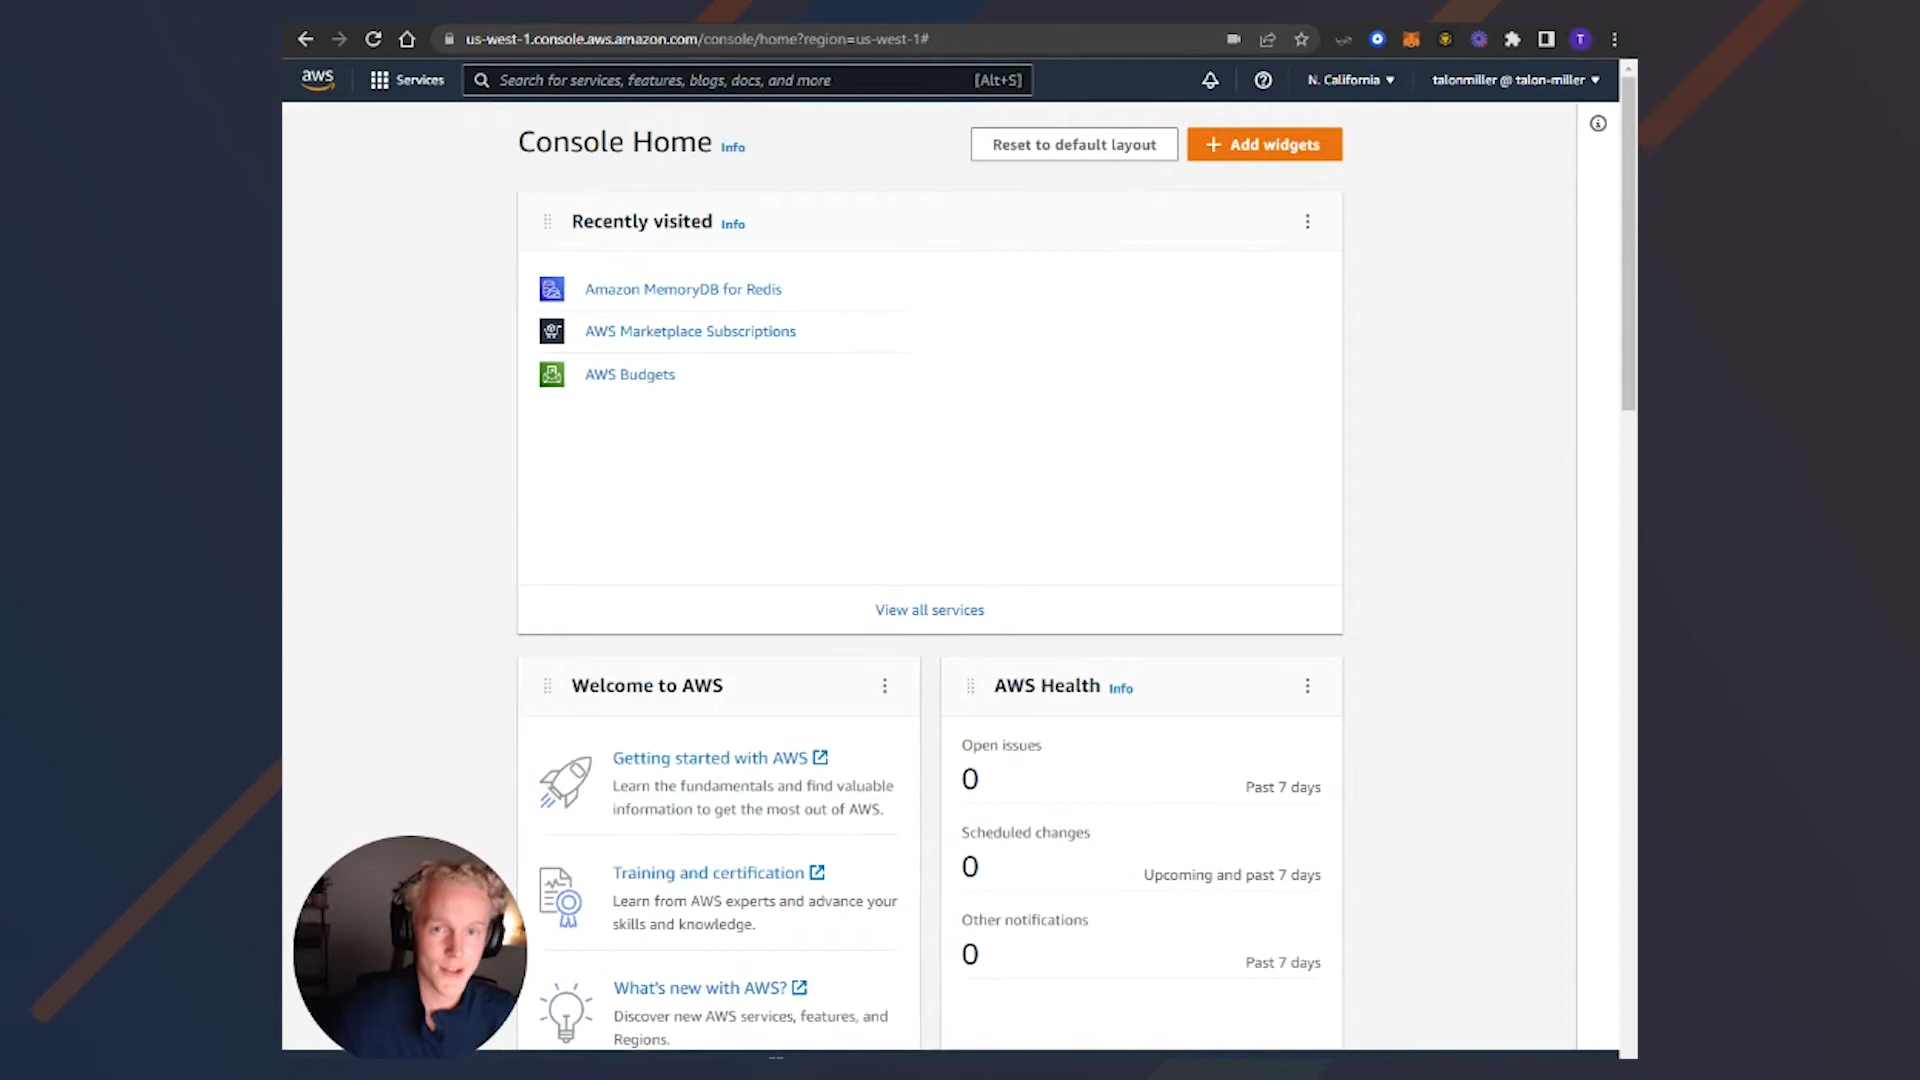 us-west-1.console.aws.amazon.com/console/home?region=us-west-1#
T
aws
Services
Search for services, features, blogs, docs, and more
[Alt+S]
N. California
talonmiller @ talon-miller
Console Home Info
Reset to default layout
+ Add widgets
Recently visited Info
Amazon MemoryDB for Redis
AWS Marketplace Subscriptions
AWS Budgets
View all services
Welcome to AWS
Getting started with AWS
Learn the fundamentals and find valuable
information to get the most out of AWS.
Training and certification
Learn from AWS experts and advance your
skills and knowledge.
What's new with AWS?
Discover new AWS services, features, and
Regions.
AWS Health Info
Open issues
0
Past 7 days
Scheduled changes
0
Upcoming and past 7 days
Other notifications
0
Past 7 days